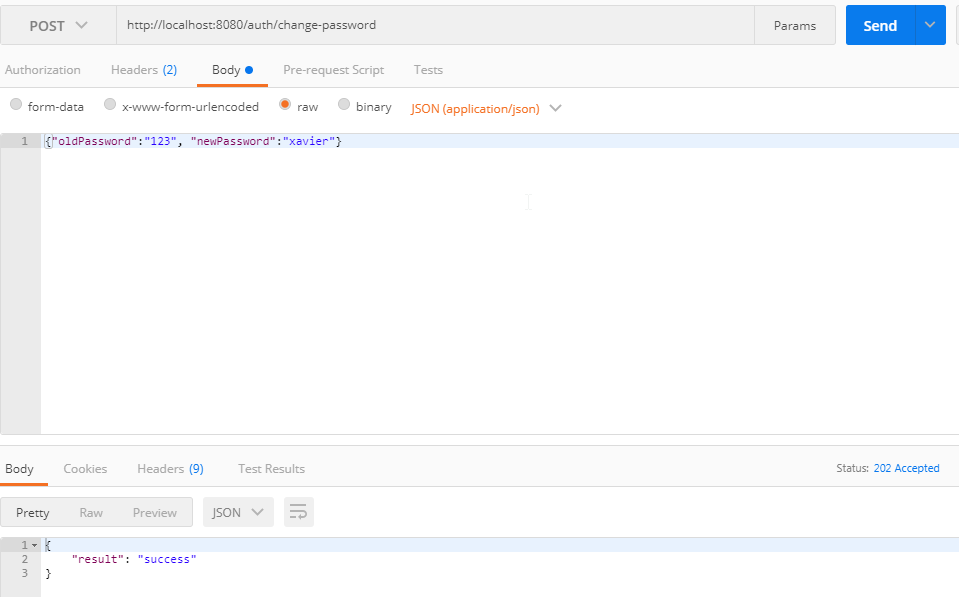 POST http://localhost:8080/auth/change-password Params Send
Authorization Headers (2) Body Pre-request Script Tests
form-data x-www-form-urlencoded raw binary JSON (application/json)
1 {"oldPassword":"123", "newPassword":"xavier"}
Body Cookies Headers (9) Test Results Status: 202 Accepted
Pretty Raw Preview JSON
1 {
2 "result": "success"
3 }